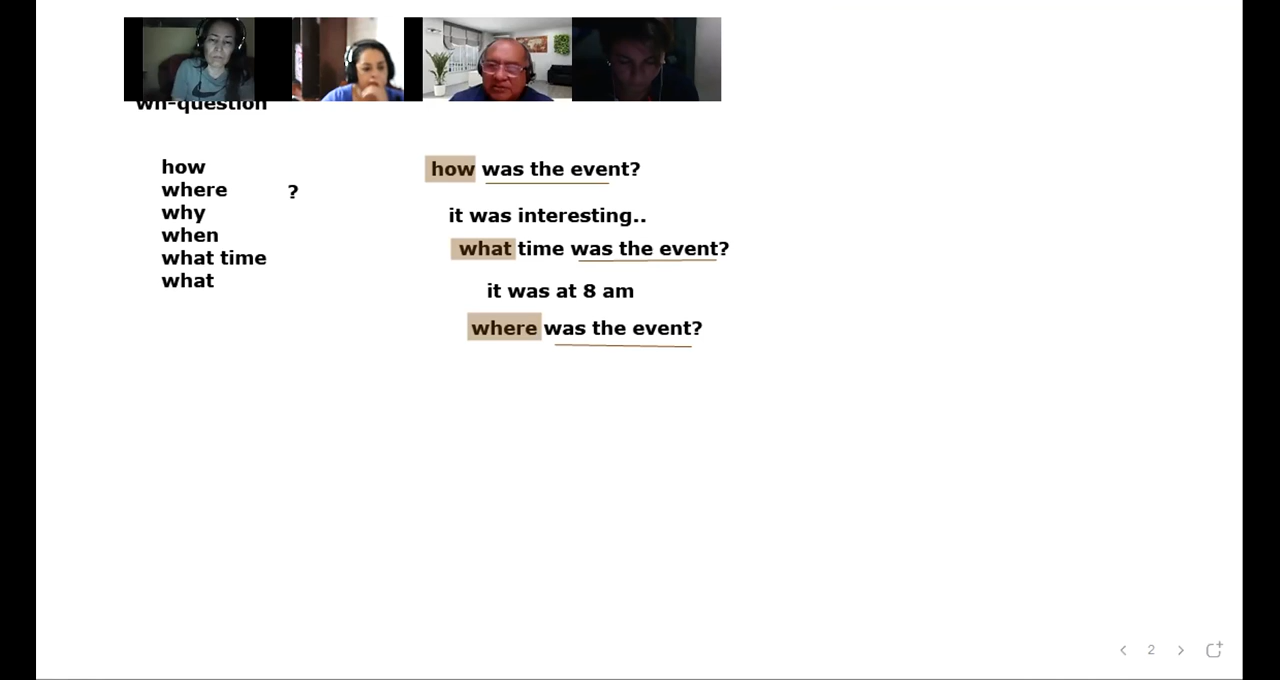 wh-question
how
where
?
why
when
what time
what
how was the event?
it was interesting..
what time was the event?
it was at 8 am
where was the event?
2